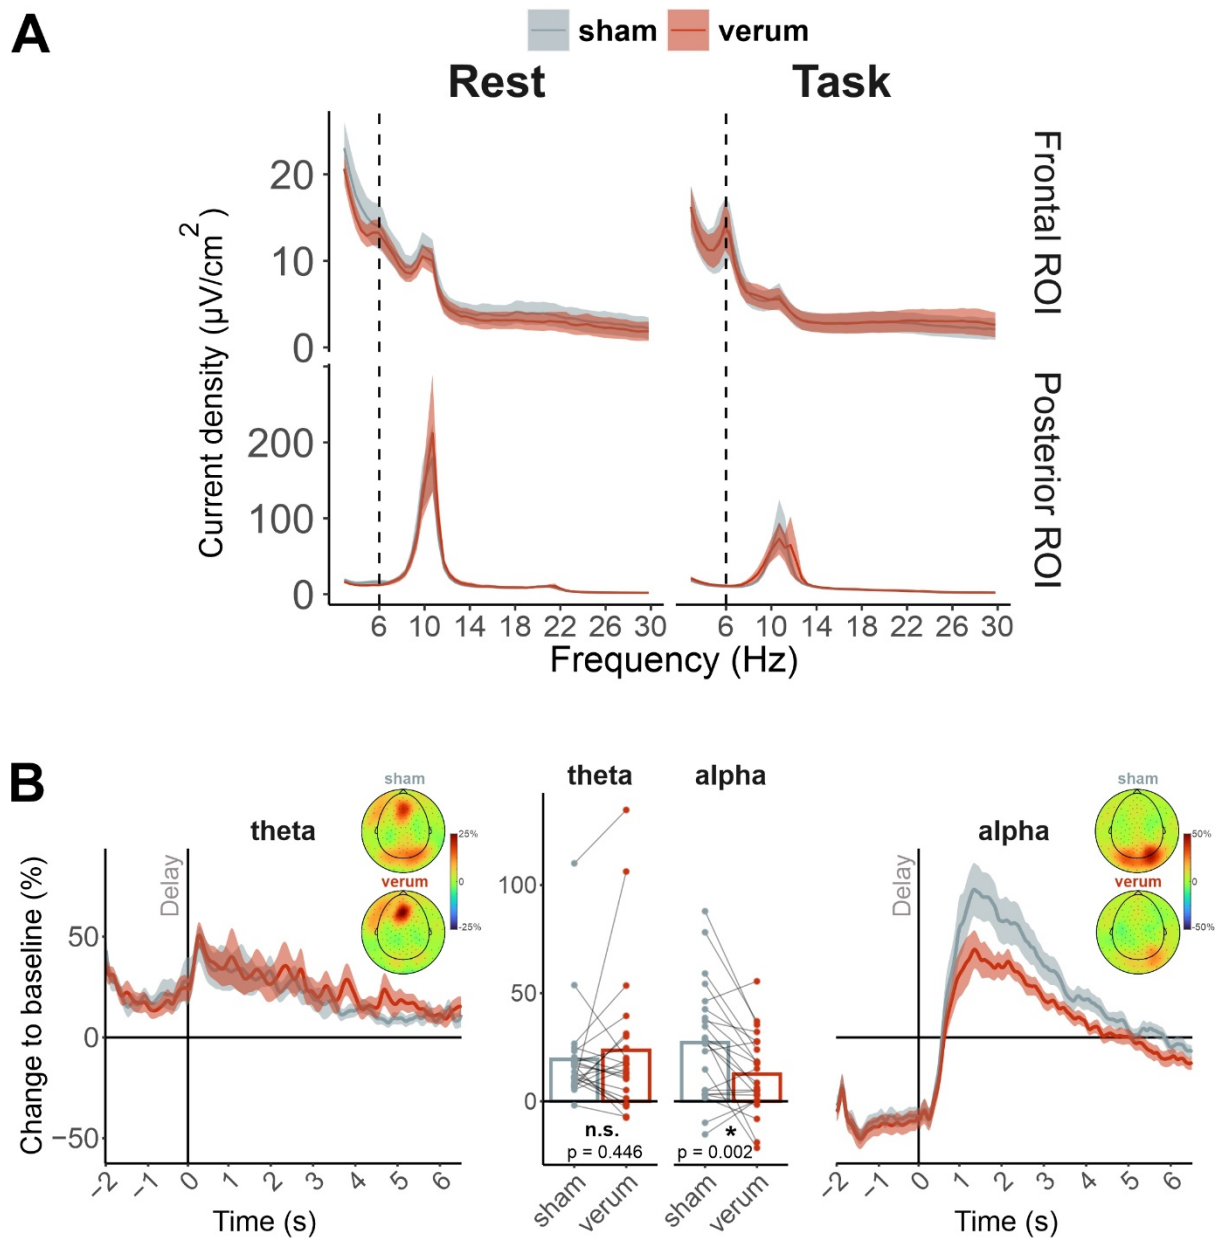 A
sham verum
Rest Task
Current density (µV/cm2)
20
10
0
Frontal ROI
200
100
0
Posterior ROI
6 10 14 18 22 26 30 6 10 14 18 22 26 30
Frequency (Hz)
B
Change to baseline (%)
50
0
−50
theta
Delay
sham
verum
25%
0
-25%
−2 −1 0 1 2 3 4 5 6
Time (s)
theta alpha
100
50
0
n.s. *
p = 0.446 p = 0.002
sham verum sham verum
alpha
Delay
sham
verum
50%
0
-50%
−2 −1 0 1 2 3 4 5 6
Time (s)